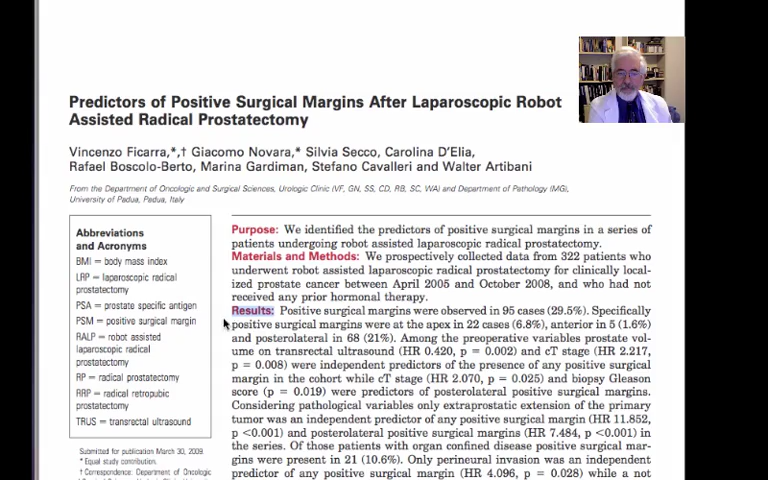 Predictors of Positive Surgical Margins After Laparoscopic Robot
Assisted Radical Prostatectomy
Vincenzo Ficarra,*,† Giacomo Novara,* Silvia Secco, Carolina D'Elia,
Rafael Boscolo-Berto, Marina Gardiman, Stefano Cavalleri and Walter Artibani
From the Department of Oncologic and Surgical Sciences, Urologic Clinic (VF, GN, SS, CD, RB, SC, WA) and Department of Pathology (MG),
University of Padua, Padua, Italy
Abbreviations
and Acronyms
BMI = body mass index
LRP = laparoscopic radical
prostatectomy
PSA = prostate specific antigen
PSM = positive surgical margin
RALP = robot assisted
laparoscopic radical
prostatectomy
RP = radical prostatectomy
RRP = radical retropubic
prostatectomy
TRUS = transrectal ultrasound
Submitted for publication March 30, 2009.
* Equal study contribution.
† Correspondence: Department of Oncologic
Purpose: We identified the predictors of positive surgical margins in a series of
patients undergoing robot assisted laparoscopic radical prostatectomy.
Materials and Methods: We prospectively collected data from 322 patients who
underwent robot assisted laparoscopic radical prostatectomy for clinically local-
ized prostate cancer between April 2005 and October 2008, and who had not
received any prior hormonal therapy.
Results: Positive surgical margins were observed in 95 cases (29.5%). Specifically
positive surgical margins were at the apex in 22 cases (6.8%), anterior in 5 (1.6%)
and posterolateral in 68 (21%). Among the preoperative variables prostate vol-
ume on transrectal ultrasound (HR 0.420, p = 0.002) and cT stage (HR 2.217,
p = 0.008) were independent predictors of the presence of any positive surgical
margin in the cohort while cT stage (HR 2.070, p = 0.025) and biopsy Gleason
score (p = 0.019) were predictors of posterolateral positive surgical margins.
Considering pathological variables only extraprostatic extension of the primary
tumor was an independent predictor of any positive surgical margin (HR 11.852,
p <0.001) and posterolateral positive surgical margins (HR 7.484, p <0.001) in
the series. Of those patients with organ confined disease positive surgical mar-
gins were present in 21 (10.6%). Only perineural invasion was an independent
predictor of any positive surgical margin (HR 4.096, p = 0.028) while a not